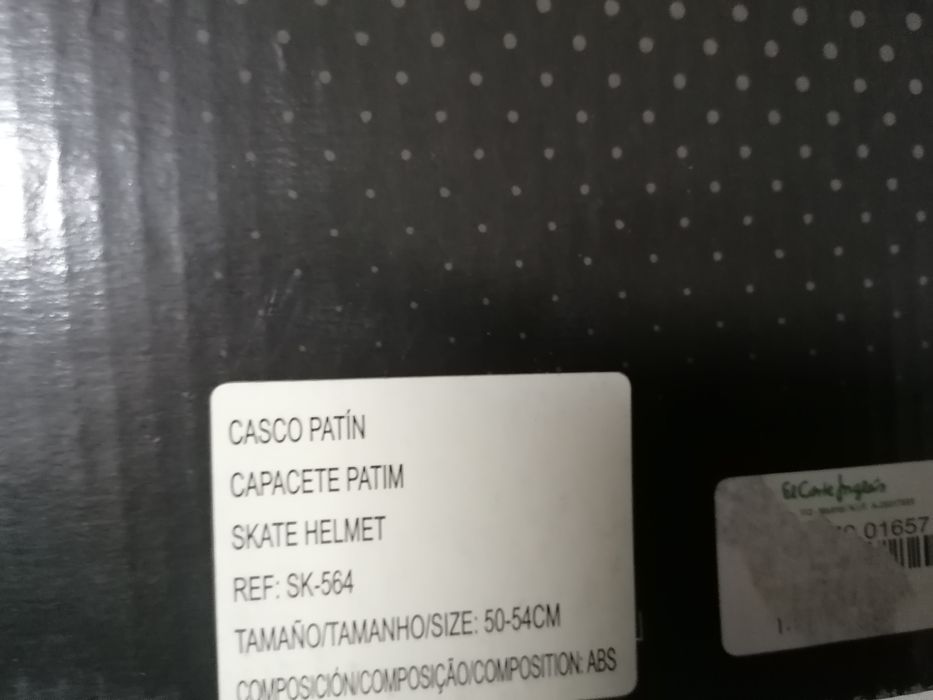 CASCO PATÍN
CAPACETE PATIM
SKATE HELMET
REF: SK-564
TAMAÑO/TAMANHO/SIZE: 50-54CM
COMPOSICIÓN/COMPOSIÇÃO/COMPOSITION: ABS
El Corte Inglés
01657